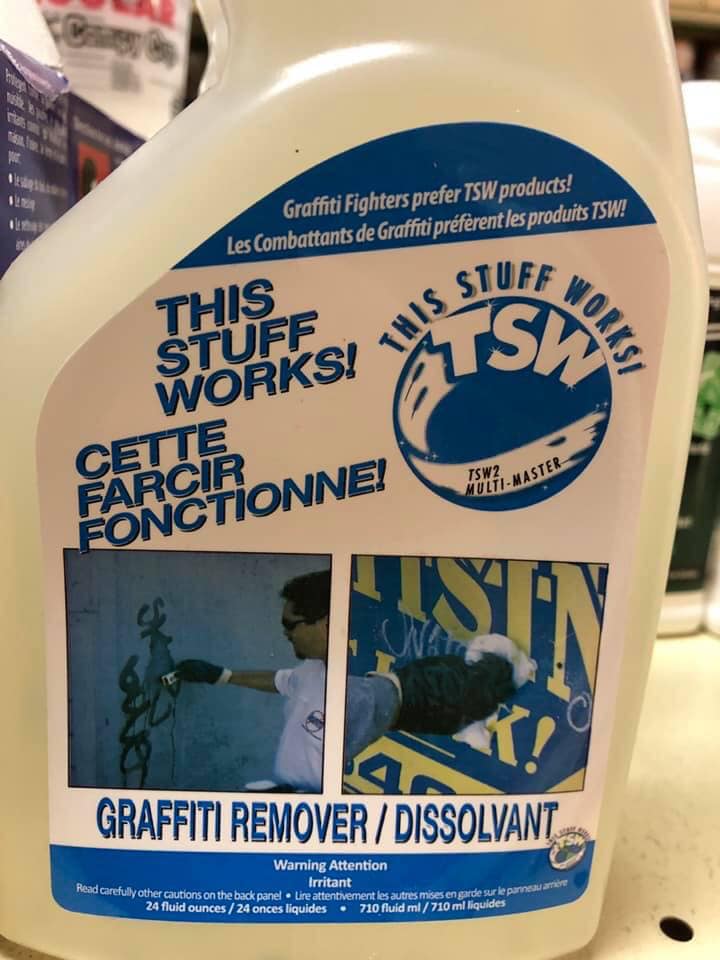 Graffiti Fighters prefer TSW products!
Les Combattants de Graffiti préfèrent les produits TSW!
THIS
STUFF
WORKS!
THIS STUFF WORKS!
TSW
TSW2
MULTI-MASTER
CETTE
FARCIR
FONCTIONNE!
GRAFFITI REMOVER / DISSOLVANT
Warning Attention
Irritant
Read carefully other cautions on the back panel • Lire attentivement les autres mises en garde sur le panneau arrière
24 fluid ounces / 24 onces liquides • 710 fluid ml / 710 ml liquides